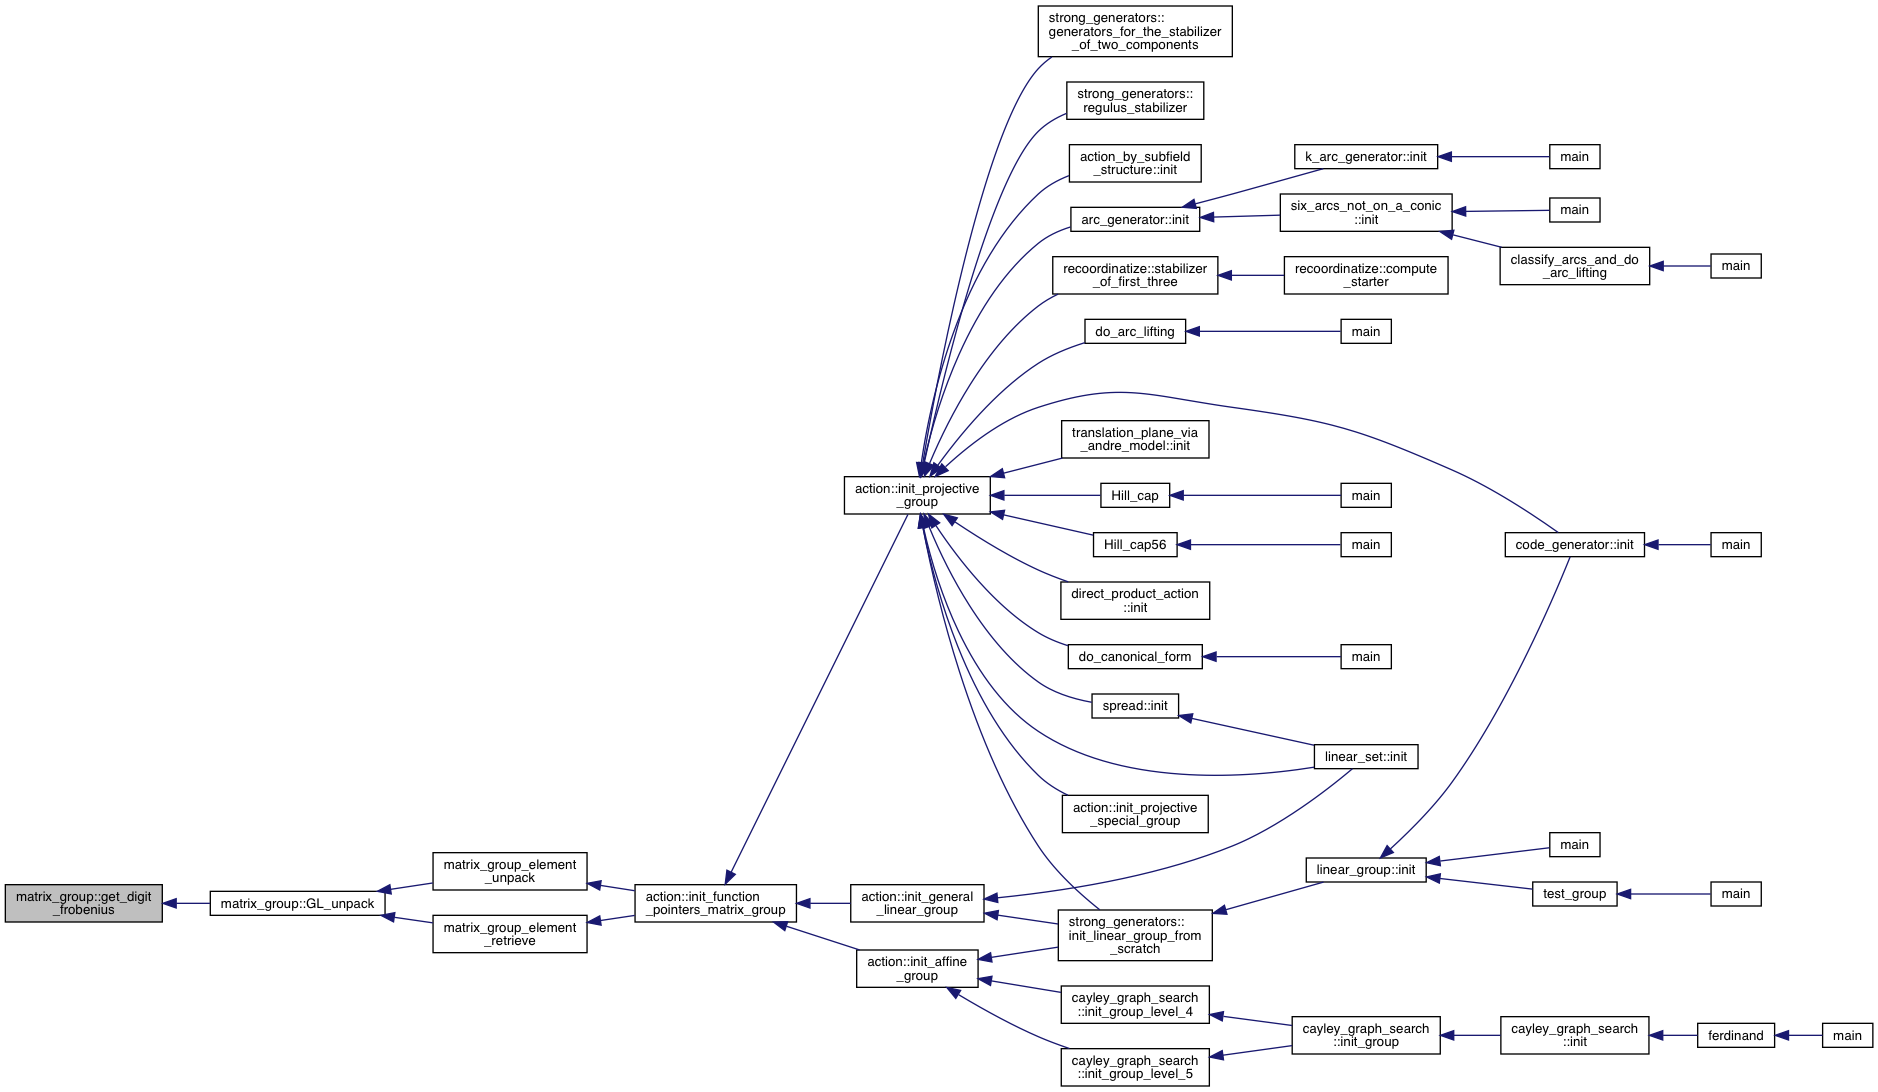 strong_generators::
generators_for_the_stabilizer
_of_two_components
strong_generators::
regulus_stabilizer
action_by_subfield
_structure::init
k_arc_generator::init
main
arc_generator::init
six_arcs_not_on_a_conic
::init
main
classify_arcs_and_do
_arc_lifting
main
recoordinatize::stabilizer
_of_first_three
recoordinatize::compute
_starter
do_arc_lifting
main
translation_plane_via
_andre_model::init
action::init_projective
_group
Hill_cap
main
Hill_cap56
main
code_generator::init
main
direct_product_action
::init
do_canonical_form
main
spread::init
linear_set::init
action::init_projective
_special_group
matrix_group::get_digit
_frobenius
matrix_group::GL_unpack
matrix_group_element
_unpack
matrix_group_element
_retrieve
action::init_function
_pointers_matrix_group
action::init_general
_linear_group
action::init_affine
_group
strong_generators::
init_linear_group_from
_scratch
linear_group::init
main
test_group
main
cayley_graph_search
::init_group_level_4
cayley_graph_search
::init_group_level_5
cayley_graph_search
::init_group
cayley_graph_search
::init
ferdinand
main